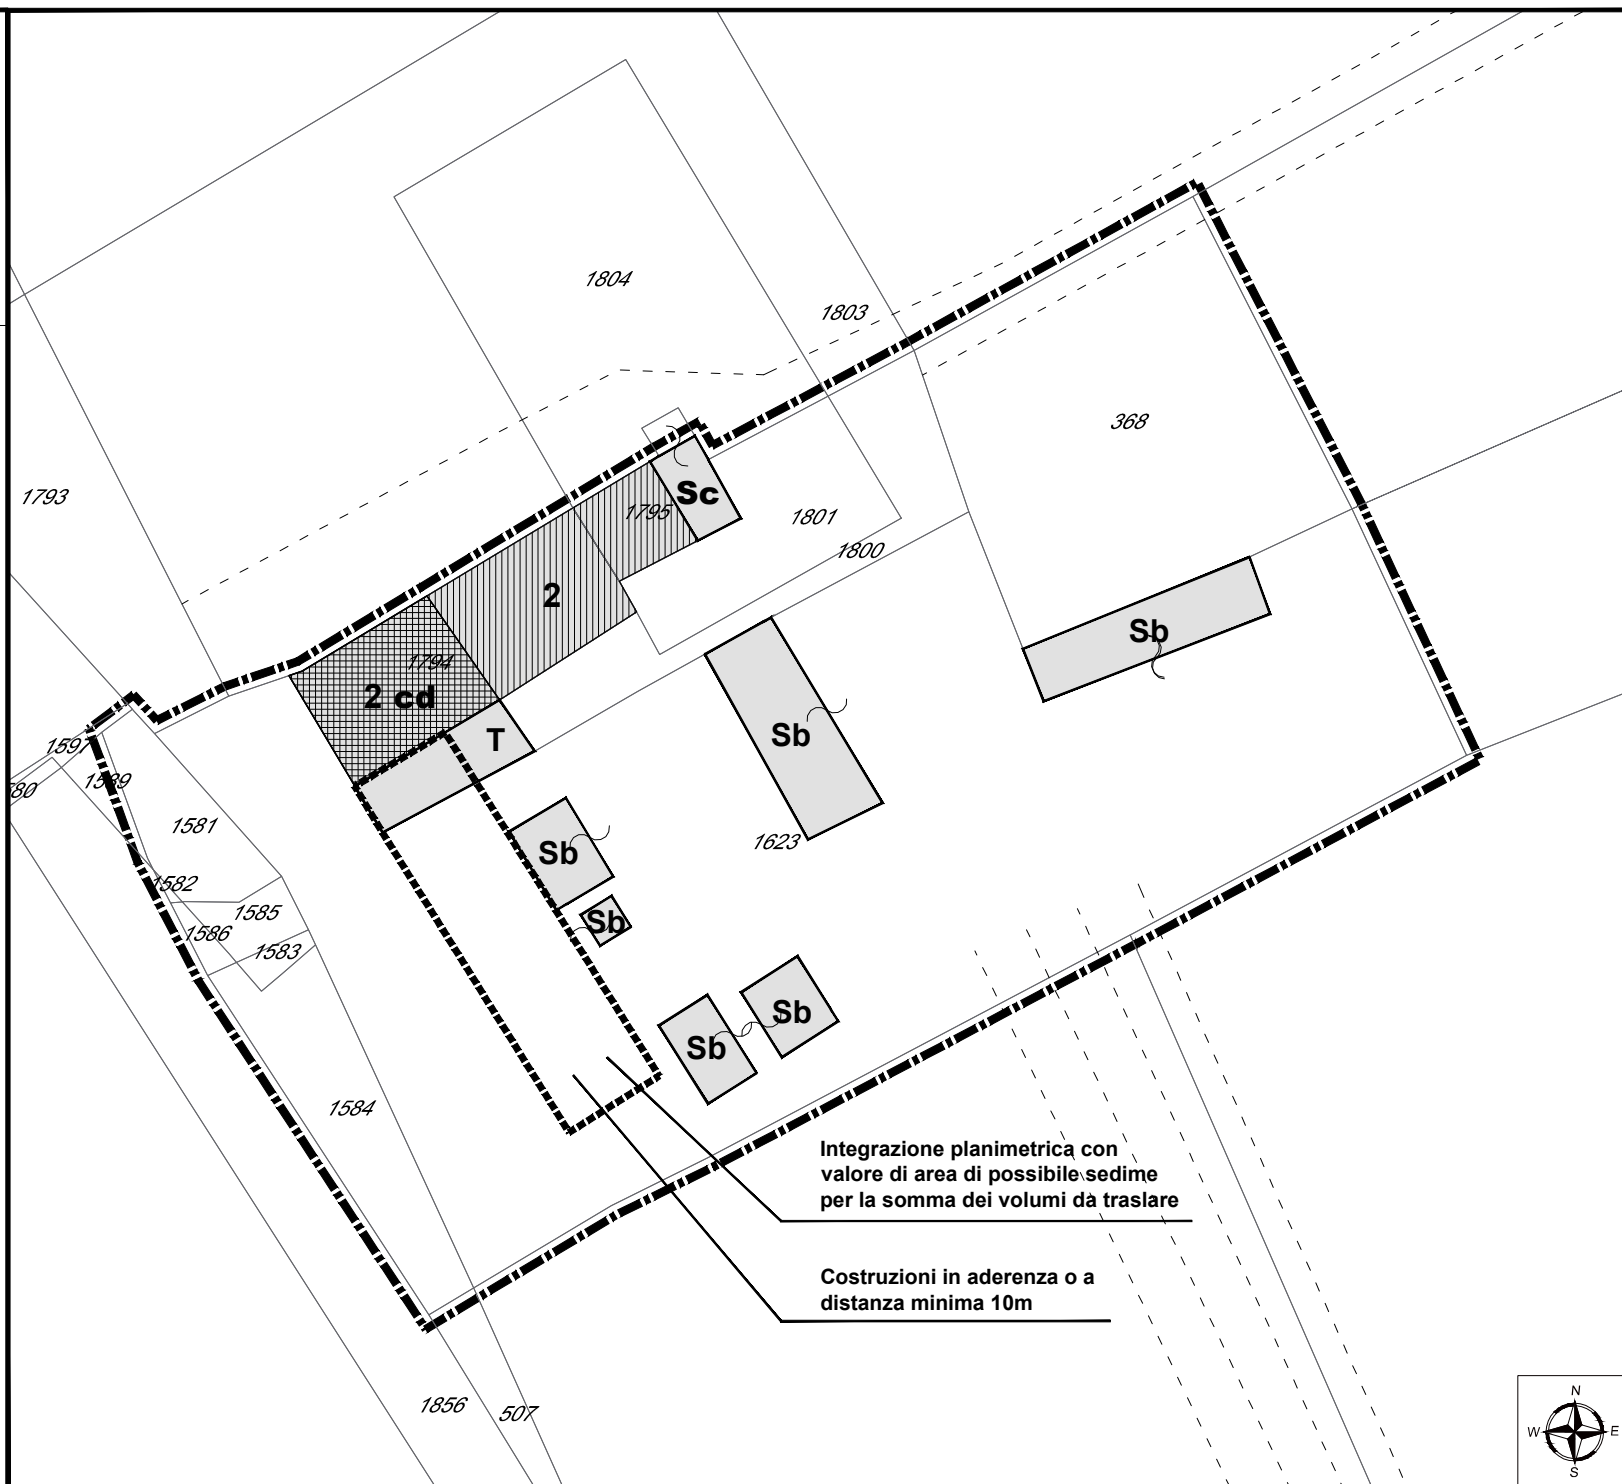 1804
1803
368
1793
Sc
1795
1801
1800
2
Sb
1794
2 cd
T
Sb
1597
1589
580
1581
Sb
1623
1582
1585
Sb
1586
1583
Sb
Sb
1584
Integrazione planimetrica con
valore di area di possibile sedime
per la somma dei volumi da traslare
Costruzioni in aderenza o a
distanza minima 10m
1856
507
N
W
E
S